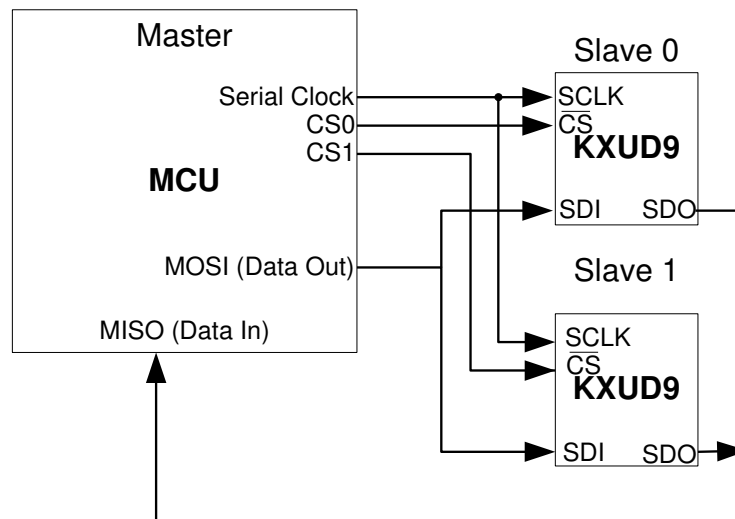 Master
Serial Clock
CS0
CS1
MCU
MOSI (Data Out)
MISO (Data In)
Slave 0
SCLK
CS
KXUD9
SDI SDO
Slave 1
SCLK
CS
KXUD9
SDI SDO